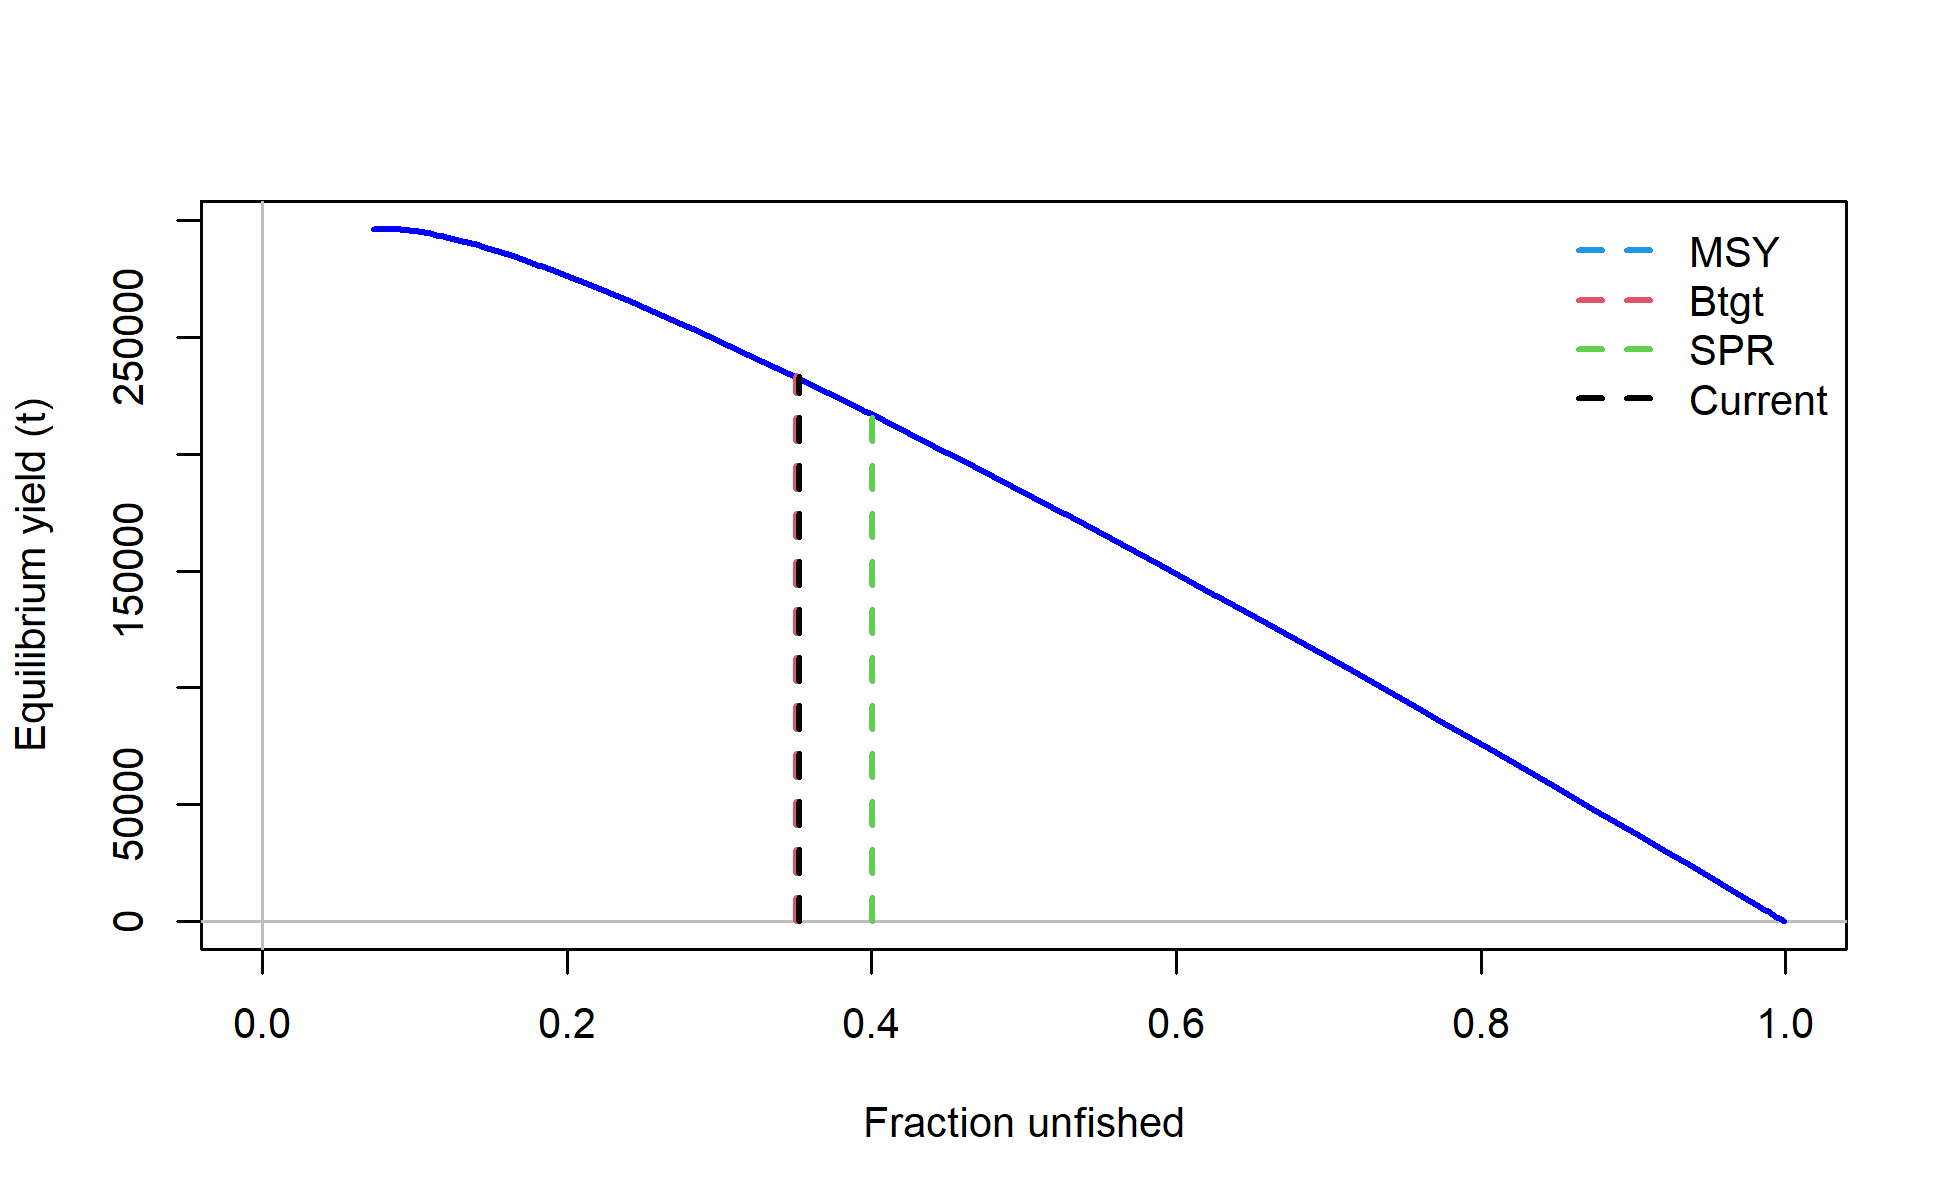 MSY
Btgt
SPR
Current
Equilibrium yield (t)
250000
150000
50000
0
0.0 0.2 0.4 0.6 0.8 1.0
Fraction unfished